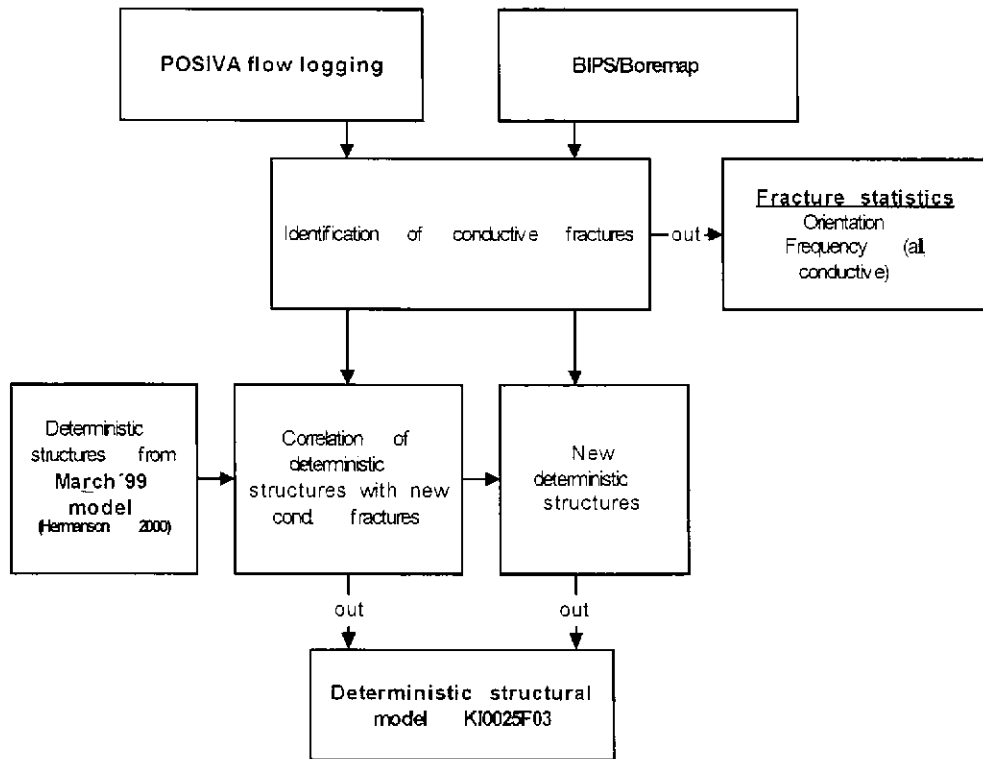 POSIVA flow logging
BIPS/Boremap
Identification of conductive fractures
out
Fracture statistics
Orientation
Frequency (all,
conductive)
Deterministic
structures from
March´99
model
(Hermanson 2000)
Correlation of
deterministic
structures with new
cond. fractures
New
deterministic
structures
out
out
Deterministic structural
model KI0025F03